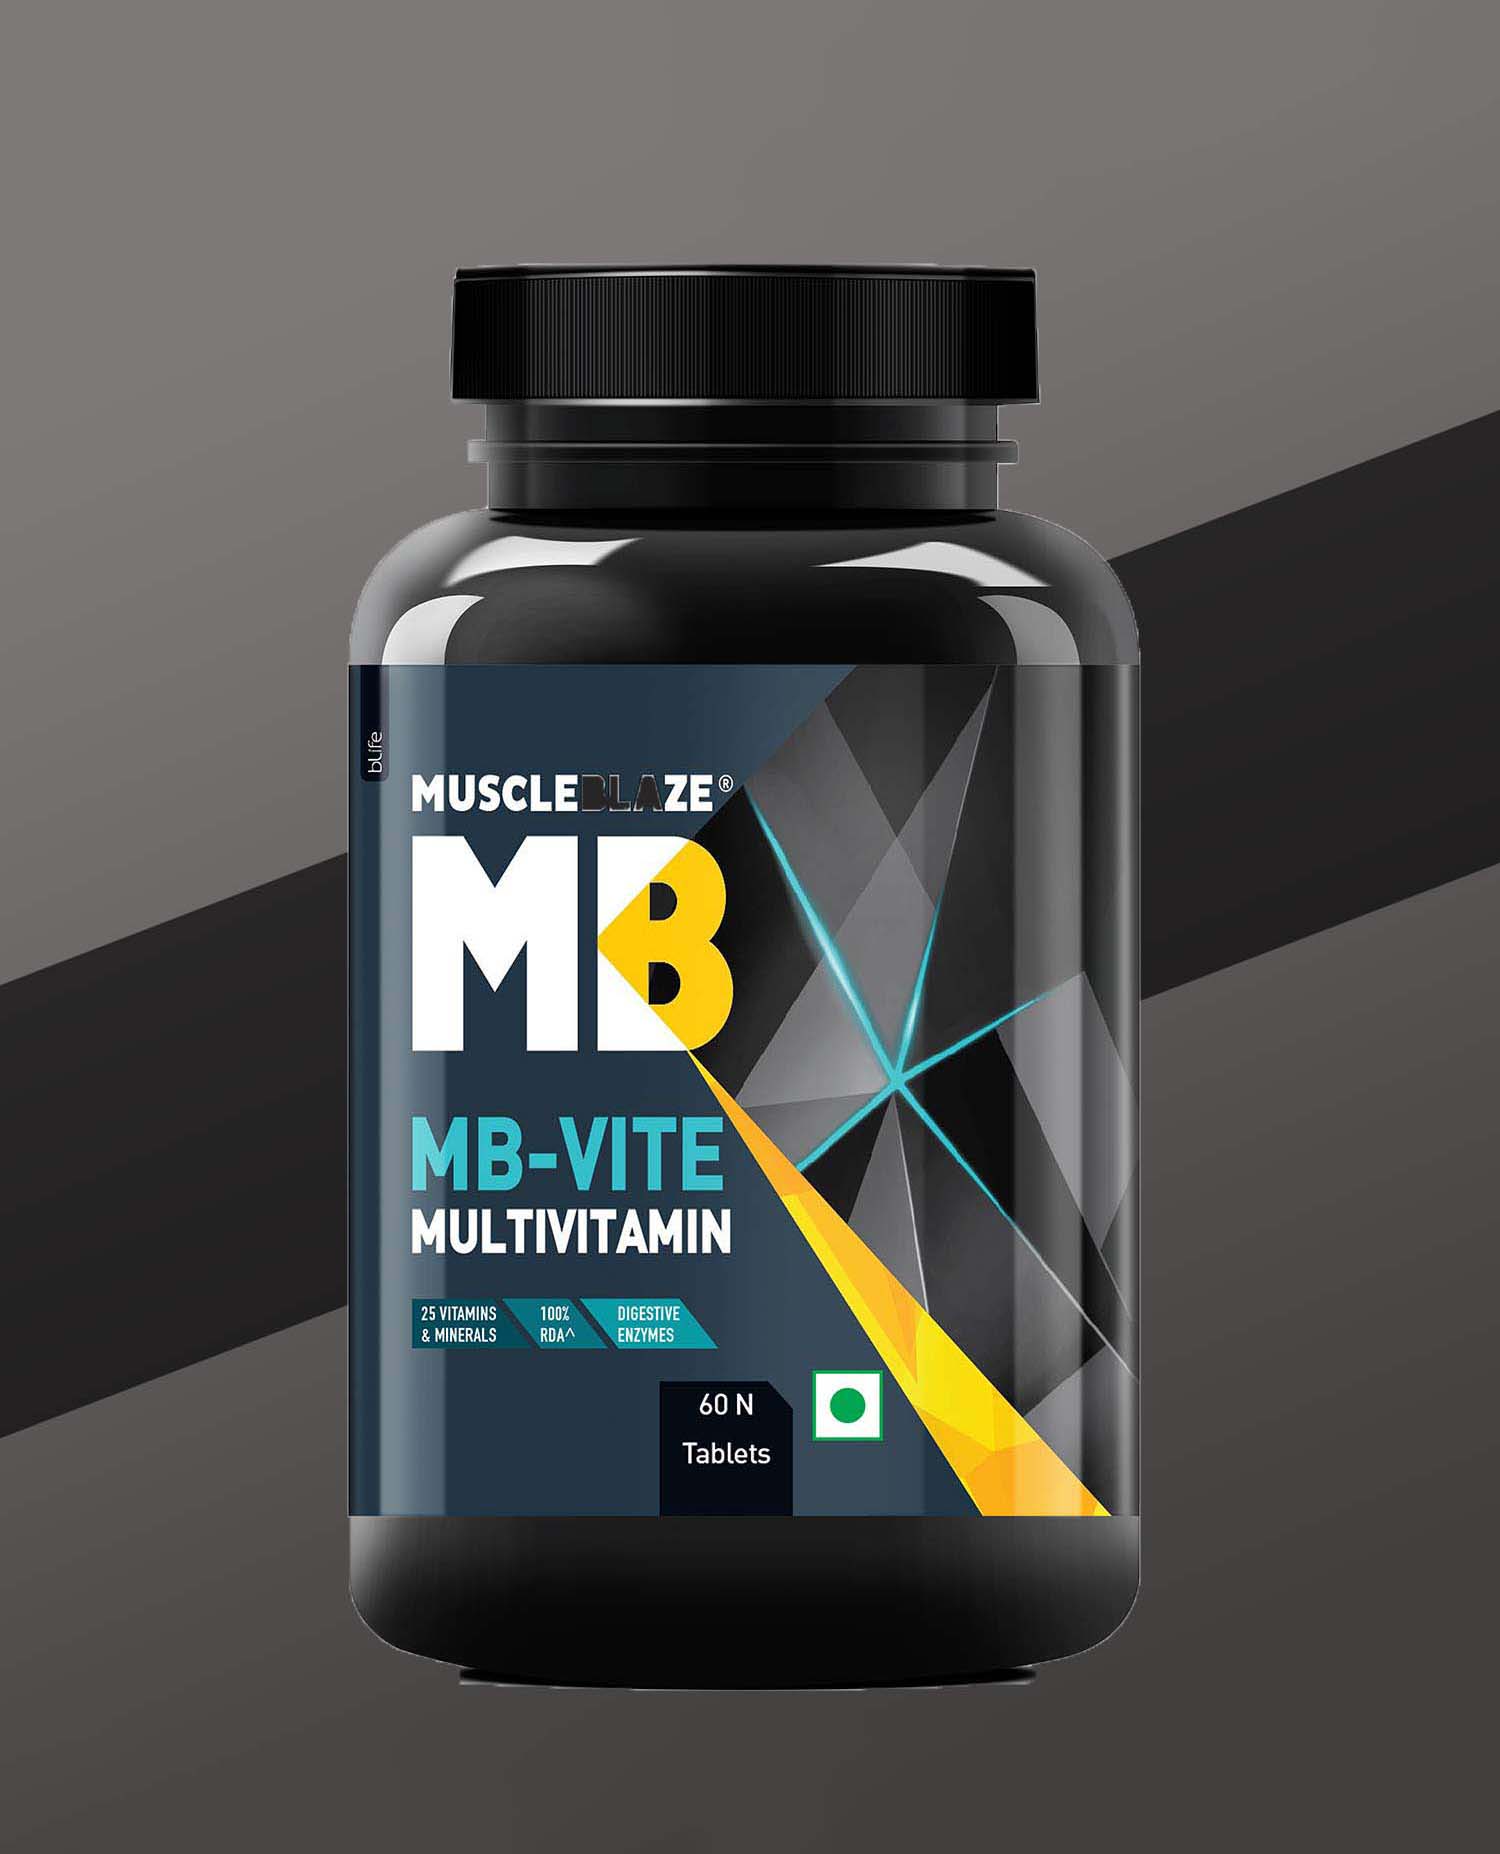 bLife
MUSCLEBLAZE®
MB
MB-VITE
MULTIVITAMIN
25 VITAMINS
& MINERALS
100%
RDA^
DIGESTIVE
ENZYMES
60 N
Tablets